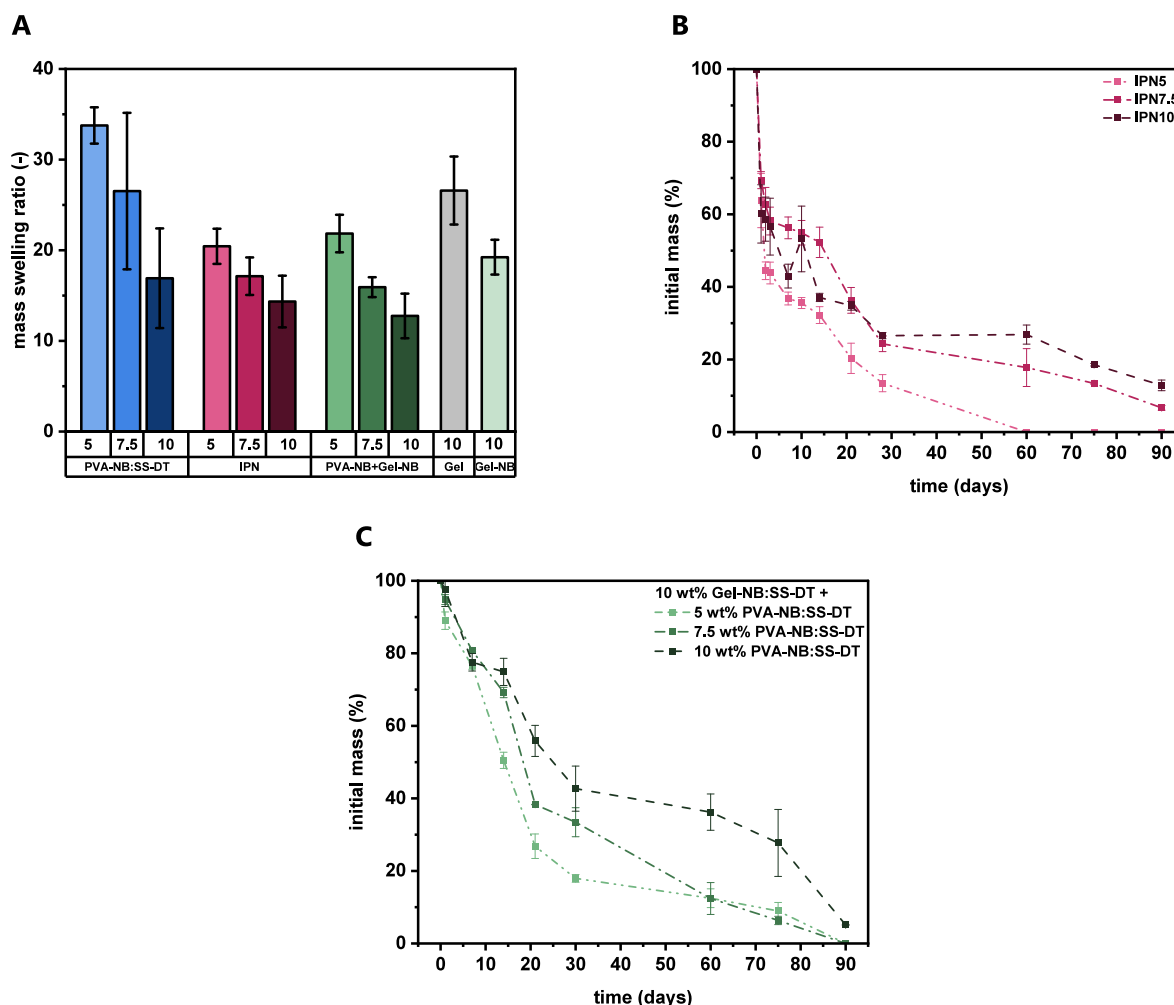 A
40
30
20
10
0
mass swelling ratio (-)
5 7.5 10 5 7.5 10 5 7.5 10 10 10
PVA-NB:SS-DT IPN PVA-NB+Gel-NB Gel Gel-NB
B
100
80
60
40
20
0
initial mass (%)
IPN5
IPN7.5
IPN10
0 10 20 30 40 50 60 70 80 90
time (days)
C
100
80
60
40
20
0
initial mass (%)
10 wt% Gel-NB:SS-DT +
5 wt% PVA-NB:SS-DT
7.5 wt% PVA-NB:SS-DT
10 wt% PVA-NB:SS-DT
0 10 20 30 40 50 60 70 80 90
time (days)